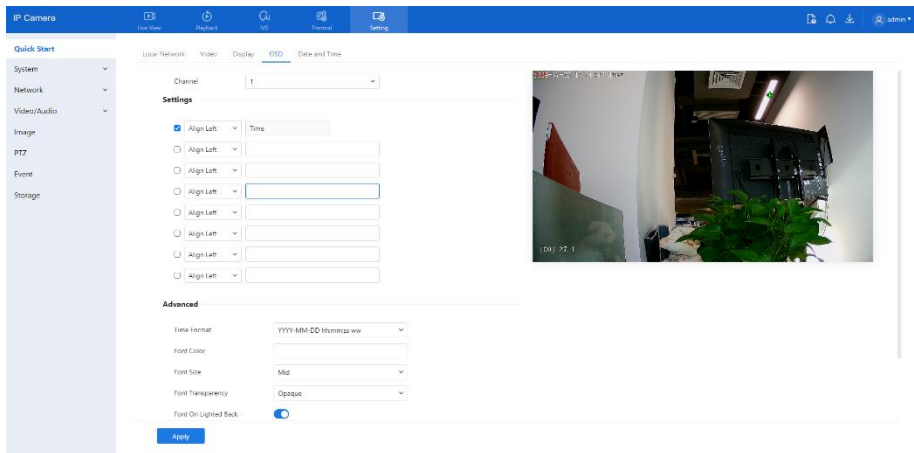 IP Camera
Live View Playback IVS Thermal Setting
admin
Quick Start
System
Network
Video/Audio
Image
PTZ
Event
Storage
Local Network Video Display OSD Date and Time
Channel 1
Settings
Align Left Time
Align Left
Align Left
Align Left
Align Left
Align Left
Align Left
Align Left
Advanced
Time Format YYYY-MM-DD hh:mm:ss ww
Font Color
Font Size Mid
Font Transparency Opaque
Font On Lighted Back
Apply